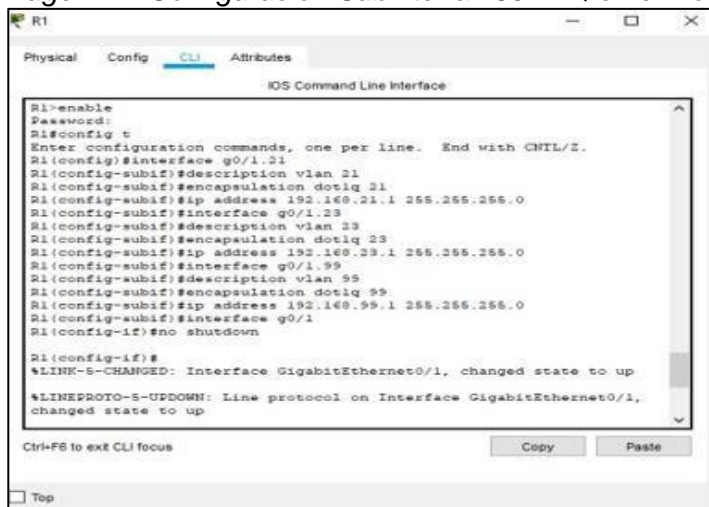 R1
Physical Config CLI Attributes
IOS Command Line Interface
R1>enable
Password:
R1#config t
Enter configuration commands, one per line. End with CNTL/Z.
R1(config)#interface g0/1.21
R1(config-subif)#description vlan 21
R1(config-subif)#encapsulation dot1q 21
R1(config-subif)#ip address 192.168.21.1 255.255.255.0
R1(config-subif)#interface g0/1.23
R1(config-subif)#description vlan 23
R1(config-subif)#encapsulation dot1q 23
R1(config-subif)#ip address 192.168.23.1 255.255.255.0
R1(config-subif)#interface g0/1.99
R1(config-subif)#description vlan 99
R1(config-subif)#encapsulation dot1q 99
R1(config-subif)#ip address 192.168.99.1 255.255.255.0
R1(config-subif)#interface g0/1
R1(config-if)#no shutdown
R1(config-if)#
%LINK-5-CHANGED: Interface GigabitEthernet0/1, changed state to up
%LINEPROTO-5-UPDOWN: Line protocol on Interface GigabitEthernet0/1,
changed state to up
Ctrl+F6 to exit CLI focus
Copy Paste
Top